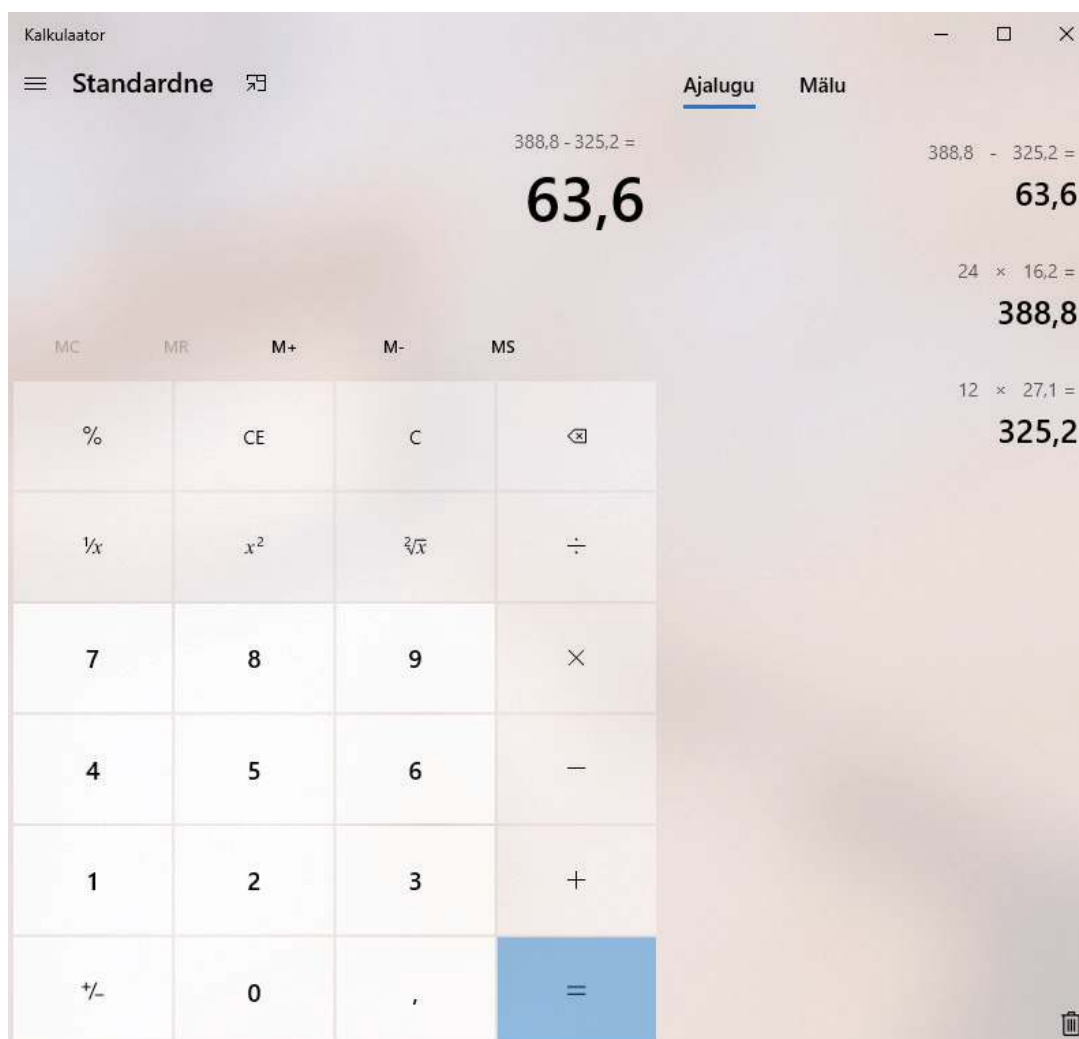 Kalkulaator
Standardne
Ajalugu Mälu
388,8 - 325,2 =
63,6
388,8 - 325,2 =
63,6
24 × 16,2 =
388,8
12 × 27,1 =
325,2
MC MR M+ M- MS
% CE C
¹/x x² ²√x ÷
7 8 9 ×
4 5 6 −
1 2 3 +
+/− 0 , =